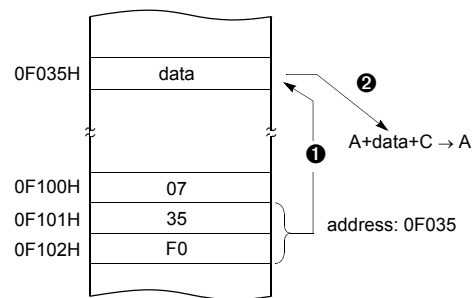 0F035H data
❷
A+data+C → A
❶
0F100H 07
0F101H 35 address: 0F035
0F102H F0